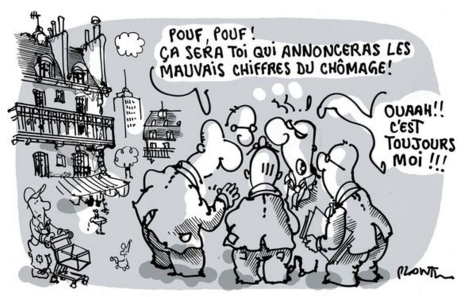 POUF, POUF!
ÇA SERA TOI QUI ANNONCERAS LES
MAUVAIS CHIFFRES DU CHÔMAGE!
OUAAH!!
C'EST
TOUJOURS
MOI !!!